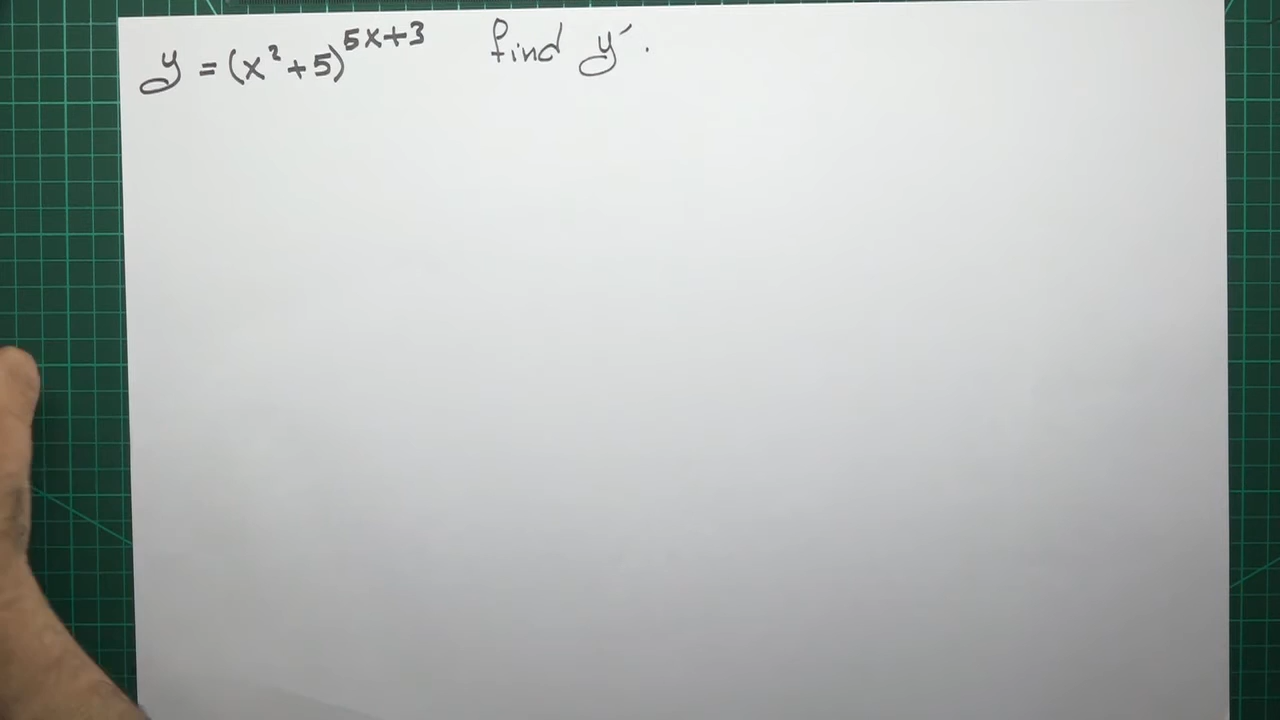 y = (x² + 5)^(5x+3) find y′.